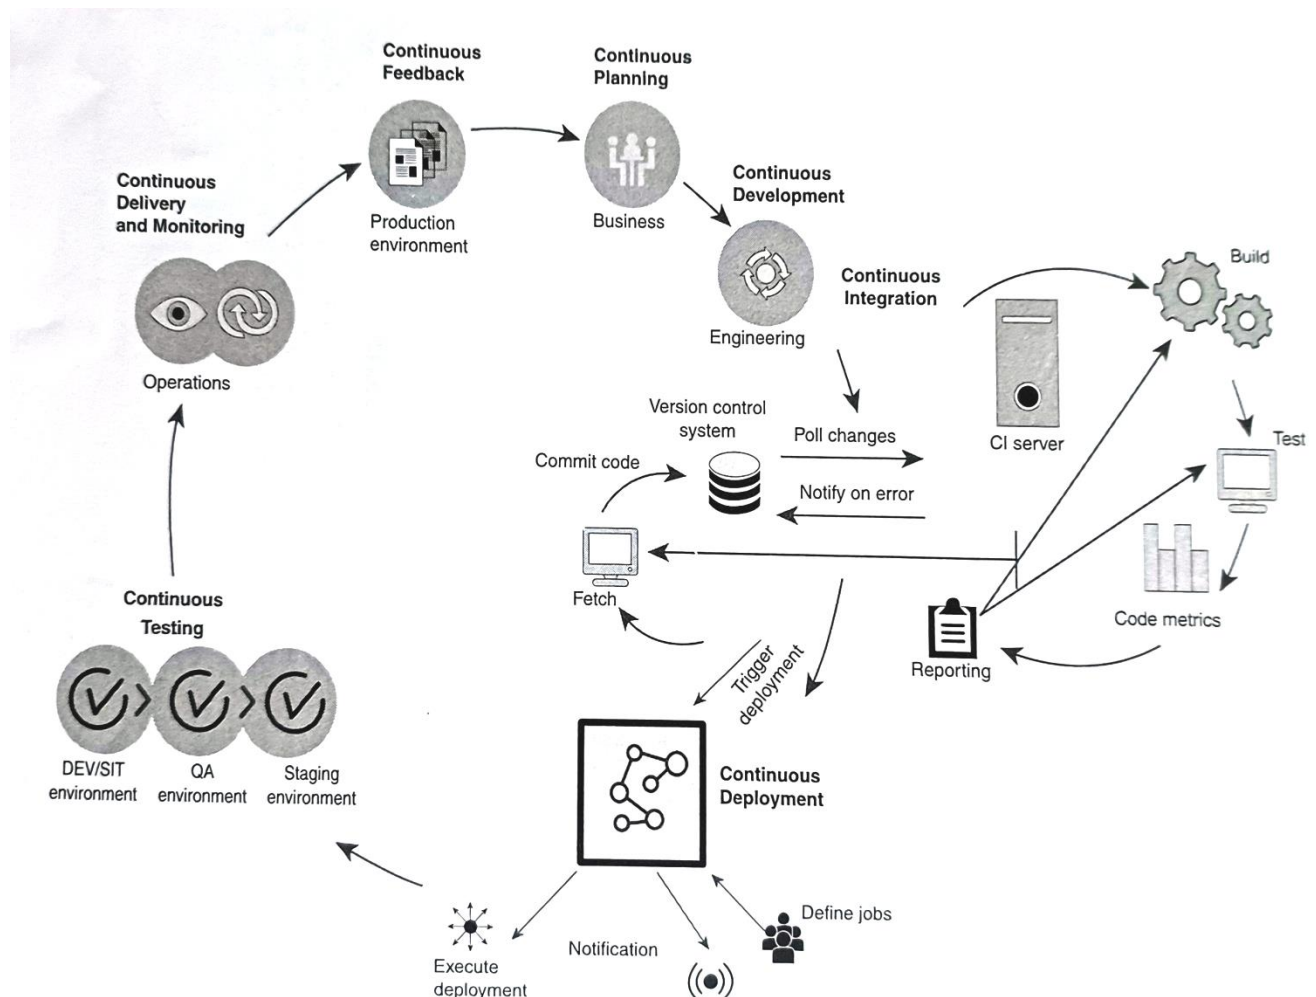 Continuous
Feedback
Production
environment
Continuous
Planning
Business
Continuous
Development
Engineering
Continuous
Integration
CI server
Build
Test
Code metrics
Reporting
Version control
system
Poll changes
Notify on error
Commit code
Fetch
Trigger
deployment
Continuous
Deployment
Define jobs
Notification
Execute
deployment
Continuous
Testing
DEV/SIT
environment
QA
environment
Staging
environment
Continuous
Delivery
and Monitoring
Operations